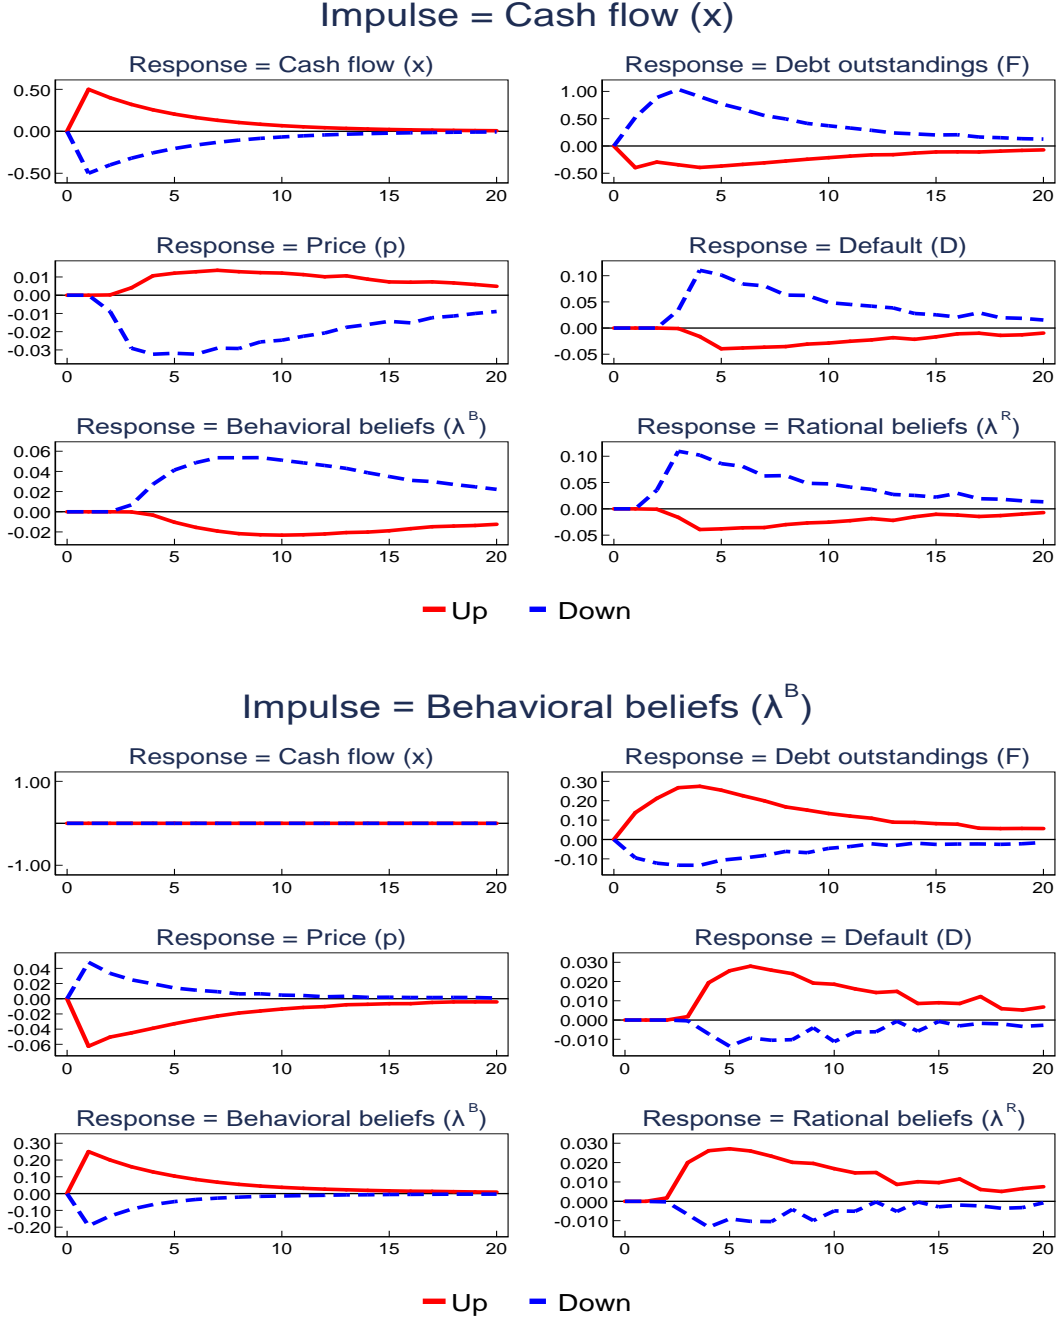 Impulse = Cash flow (x)
Response = Cash flow (x)
0.50
0.00
-0.50
0 5 10 15 20
Response = Debt outstandings (F)
1.00
0.50
0.00
-0.50
0 5 10 15 20
Response = Price (p)
0.01
0.00
-0.01
-0.02
-0.03
0 5 10 15 20
Response = Default (D)
0.10
0.05
0.00
-0.05
0 5 10 15 20
Response = Behavioral beliefs (λᴮ)
0.06
0.04
0.02
0.00
-0.02
0 5 10 15 20
Response = Rational beliefs (λᴿ)
0.10
0.05
0.00
-0.05
0 5 10 15 20
Up Down
Impulse = Behavioral beliefs (λᴮ)
Response = Cash flow (x)
1.00
-1.00
0 5 10 15 20
Response = Debt outstandings (F)
0.30
0.20
0.10
0.00
-0.10
0 5 10 15 20
Response = Price (p)
0.04
0.02
0.00
-0.02
-0.04
-0.06
0 5 10 15 20
Response = Default (D)
0.030
0.020
0.010
0.000
-0.010
0 5 10 15 20
Response = Behavioral beliefs (λᴮ)
0.30
0.20
0.10
0.00
-0.10
-0.20
0 5 10 15 20
Response = Rational beliefs (λᴿ)
0.030
0.020
0.010
0.000
-0.010
0 5 10 15 20
Up Down